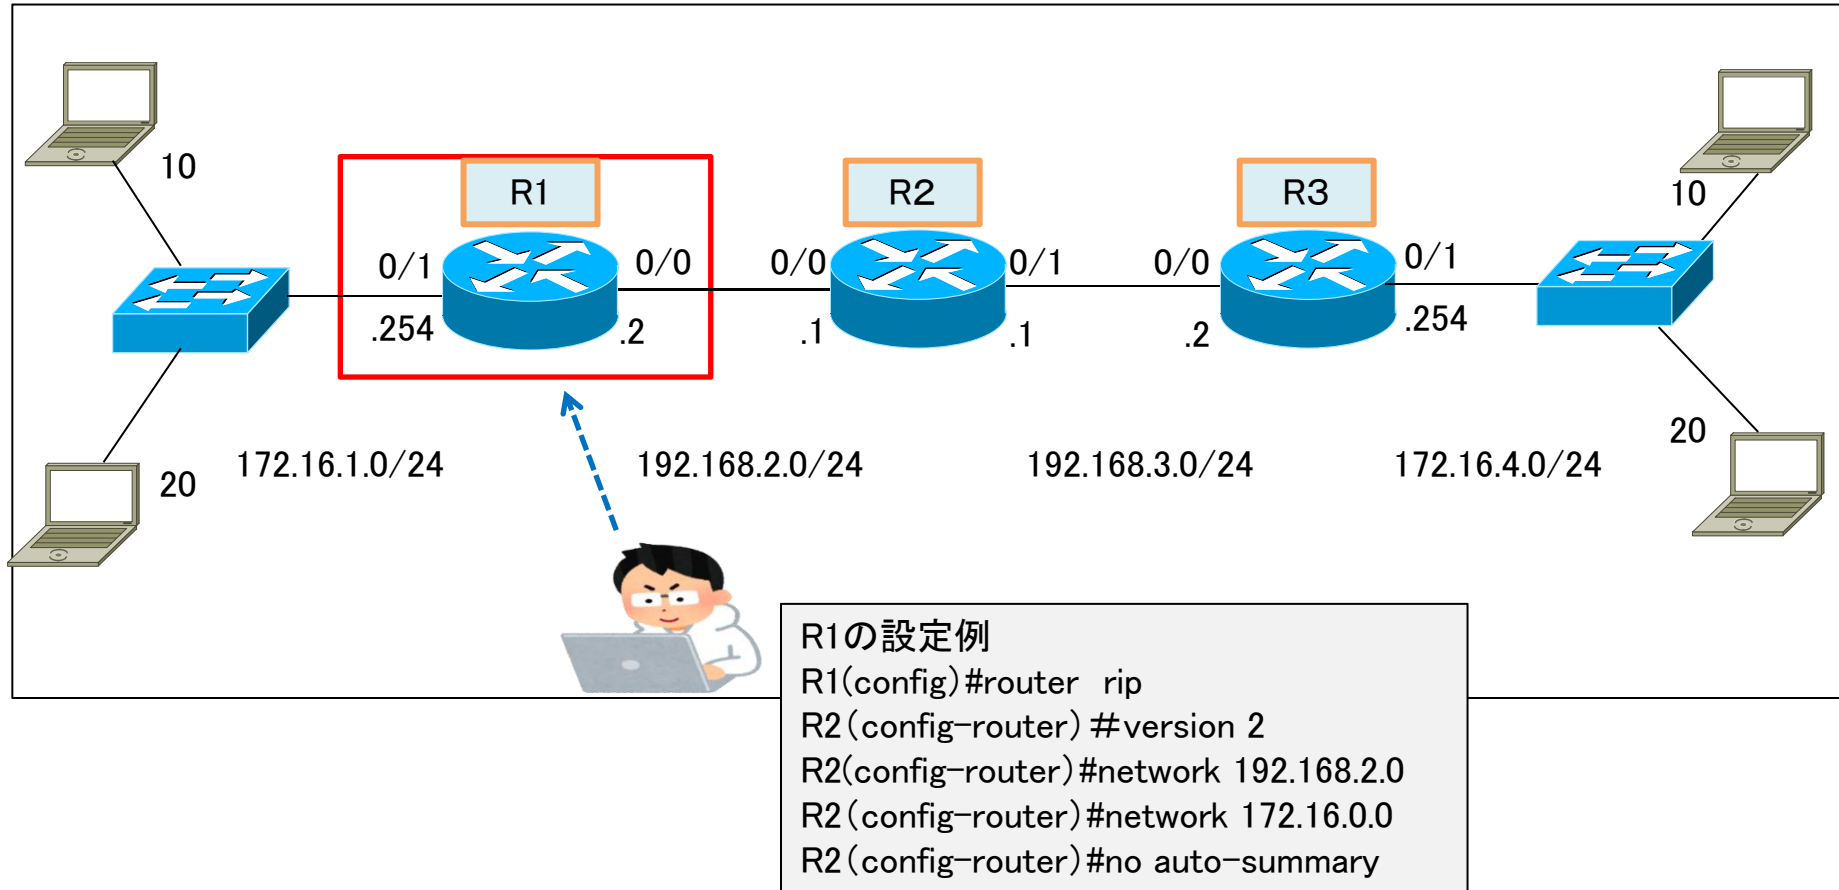 10
R1
R2
R3
10
0/1
0/0
0/0
0/1
0/0
0/1
.254
.2
.1
.1
.2
.254
20
172.16.1.0/24
192.168.2.0/24
192.168.3.0/24
172.16.4.0/24
20
R1の設定例
R1(config)#router rip
R2(config-router)#version 2
R2(config-router)#network 192.168.2.0
R2(config-router)#network 172.16.0.0
R2(config-router)#no auto-summary